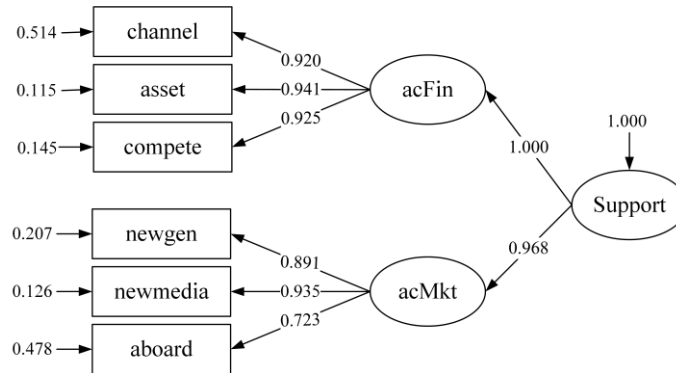 0.514 channel
0.920
0.115 asset 0.941 acFin
0.925
0.145 compete
1.000
1.000
Support
0.207 newgen
0.968
0.891
0.126 newmedia 0.935 acMkt
0.723
0.478 aboard